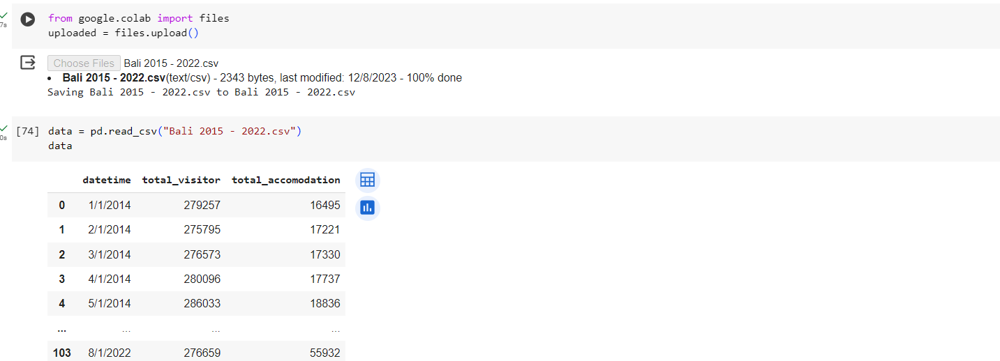 7s
from google.colab import files
uploaded = files.upload()
Choose Files Bali 2015 - 2022.csv
• Bali 2015 - 2022.csv(text/csv) - 2343 bytes, last modified: 12/8/2023 - 100% done
Saving Bali 2015 - 2022.csv to Bali 2015 - 2022.csv
[74] data = pd.read_csv("Bali 2015 - 2022.csv")
0s data
datetime total_visitor total_accomodation
0 1/1/2014 279257 16495
1 2/1/2014 275795 17221
2 3/1/2014 276573 17330
3 4/1/2014 280096 17737
4 5/1/2014 286033 18836
... ... ... ...
103 8/1/2022 276659 55932